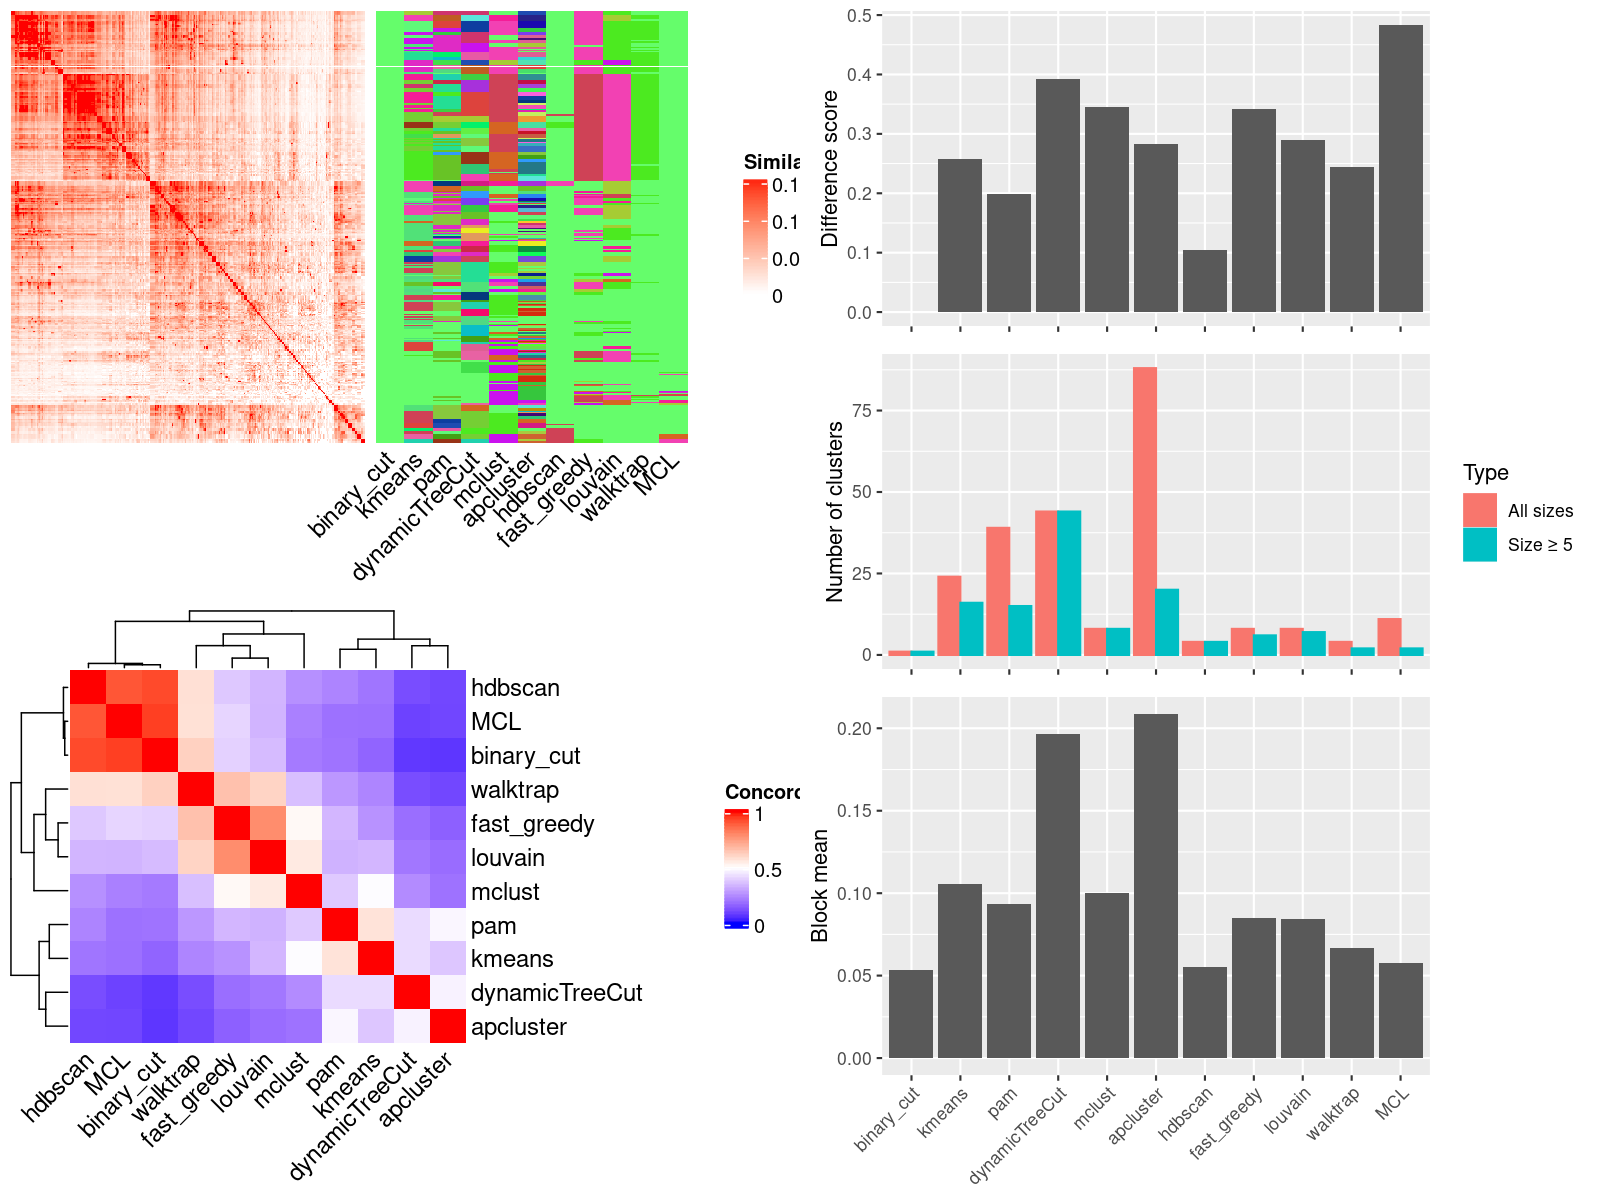 Simila
0.1
0.1
0.0
0
binary_cut
kmeans
pam
dynamicTreeCut
mclust
apcluster
hdbscan
fast_greedy
louvain
walktrap
MCL
hdbscan
MCL
binary_cut
walktrap
fast_greedy
louvain
mclust
pam
kmeans
dynamicTreeCut
apcluster
hdbscan
MCL
binary_cut
walktrap
fast_greedy
louvain
mclust
pam
kmeans
dynamicTreeCut
apcluster
Concord
1
0.5
0
Difference score
0.5
0.4
0.3
0.2
0.1
0.0
Number of clusters
75
50
25
0
Type
All sizes
Size ≥ 5
Block mean
0.20
0.15
0.10
0.05
0.00
binary_cut
kmeans
pam
dynamicTreeCut
mclust
apcluster
hdbscan
fast_greedy
louvain
walktrap
MCL